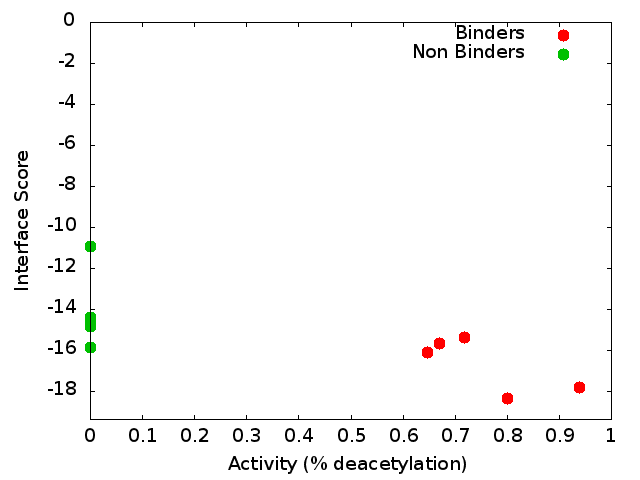 0
-2
-4
-6
-8
-10
-12
-14
-16
-18
Interface Score
Binders
Non Binders
0 0.1 0.2 0.3 0.4 0.5 0.6 0.7 0.8 0.9 1
Activity (% deacetylation)